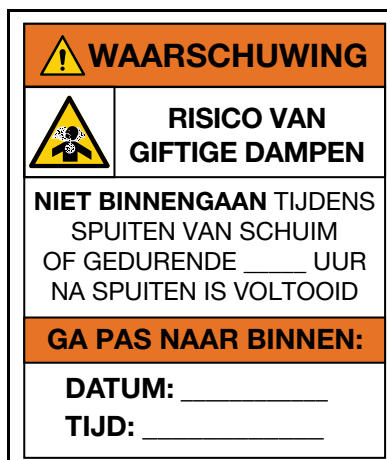 WAARSCHUWING
RISICO VAN
GIFTIGE DAMPEN
NIET BINNENGAAN TIJDENS
SPUITEN VAN SCHUIM
OF GEDURENDE _____ UUR
NA SPUITEN IS VOLTOOID
GA PAS NAAR BINNEN:
DATUM: ____________
TIJD: _______________